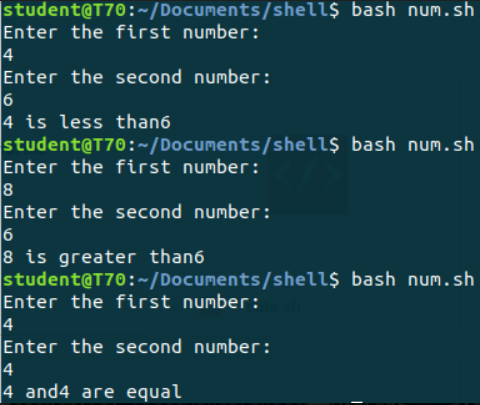 student@T70:~/Documents/shell$ bash num.sh
Enter the first number:
4
Enter the second number:
6
4 is less than6
student@T70:~/Documents/shell$ bash num.sh
Enter the first number:
8
Enter the second number:
6
8 is greater than6
student@T70:~/Documents/shell$ bash num.sh
Enter the first number:
4
Enter the second number:
4
4 and4 are equal